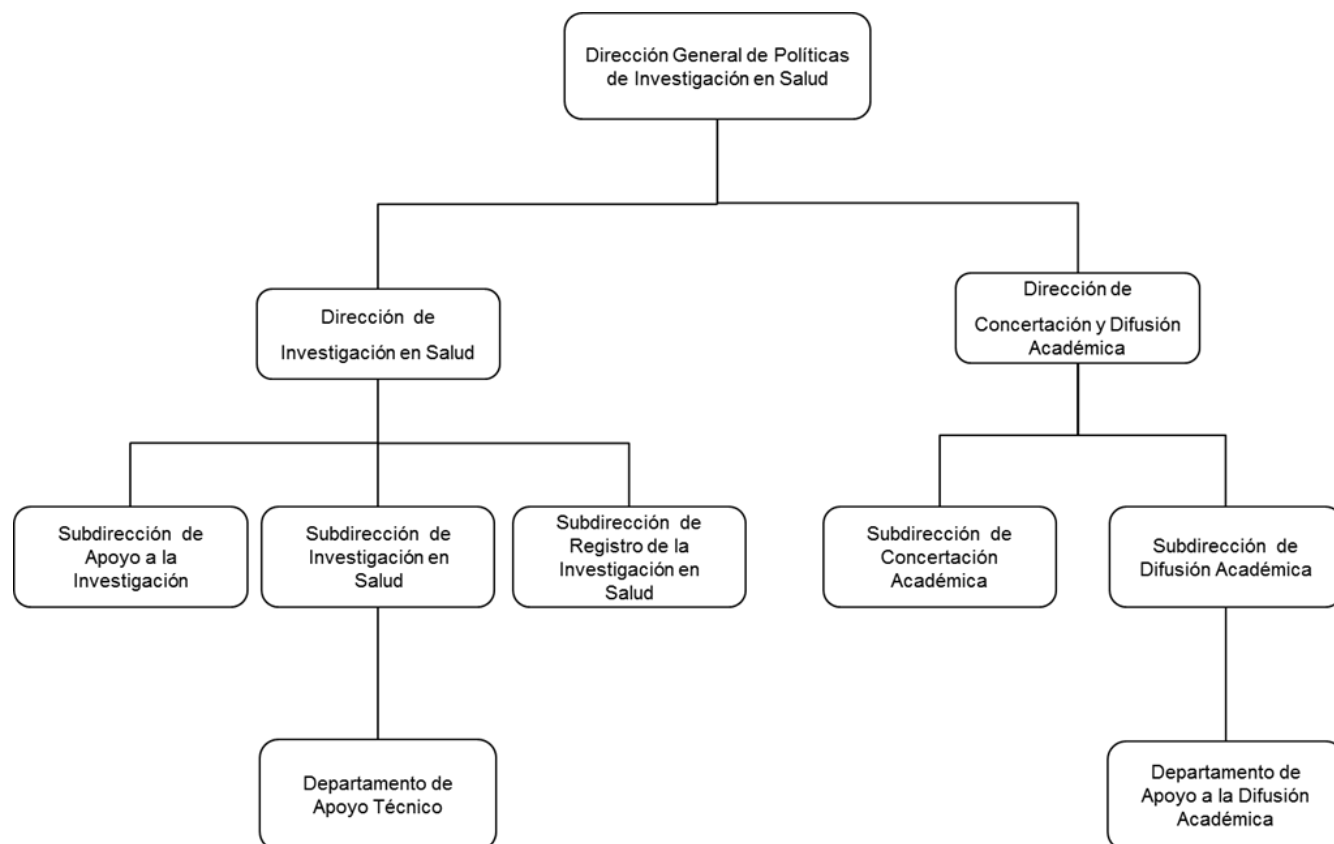 Dirección General de Políticas
de Investigación en Salud
Dirección de
Investigación en Salud
Dirección de
Concertación y Difusión
Académica
Subdirección de
Apoyo a la
Investigación
Subdirección de
Investigación en
Salud
Subdirección de
Registro de la
Investigación en
Salud
Subdirección de
Concertación
Académica
Subdirección de
Difusión Académica
Departamento de
Apoyo Técnico
Departamento de
Apoyo a la Difusión
Académica